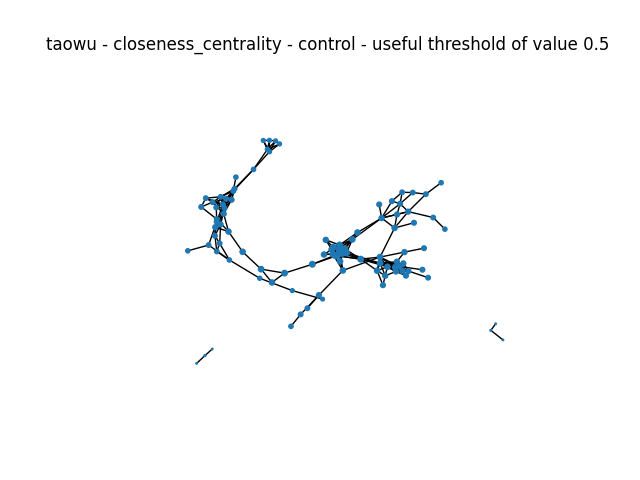 taowu - closeness_centrality - control - useful threshold of value 0.5